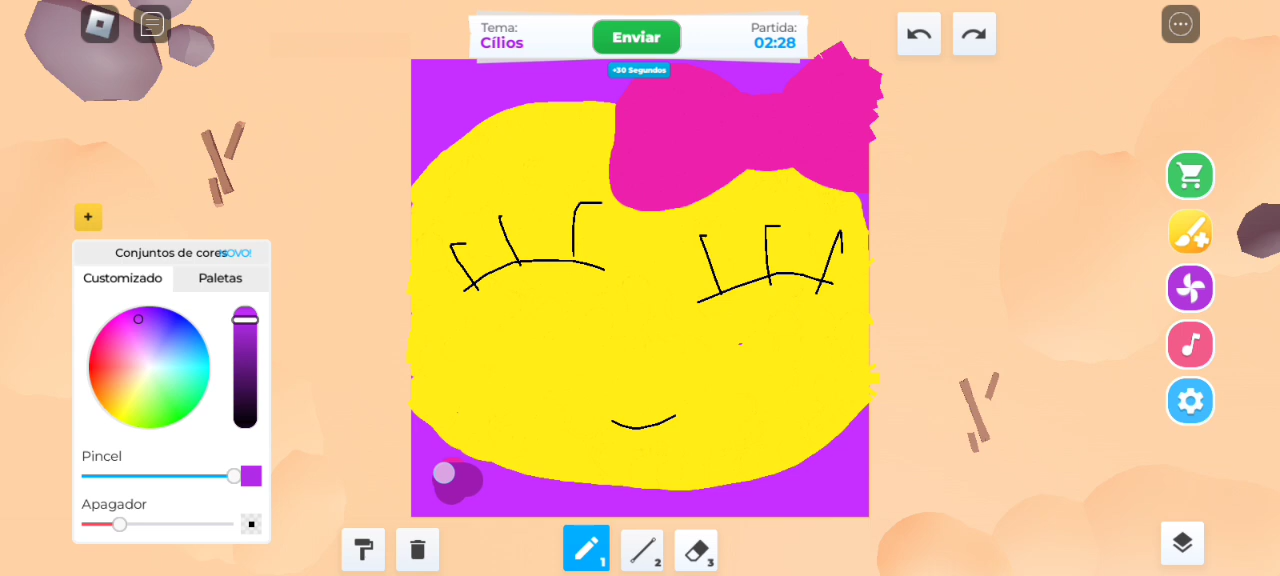 Tema:
Cílios
Enviar
Partida:
02:28
+30 Segundos
+
Conjuntos de cores
NOVO!
Customizado
Paletas
Pincel
Apagador
1
2
3